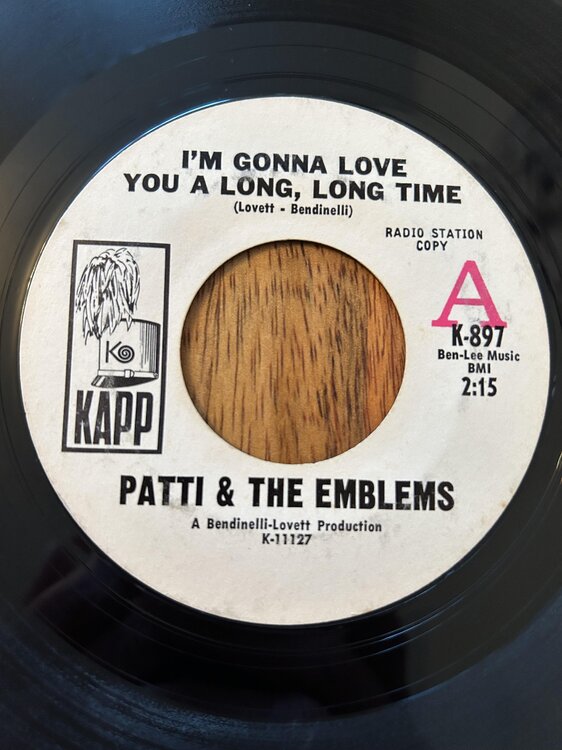 I'M GONNA LOVE
YOU A LONG, LONG TIME
(Lovett - Bendinelli)
RADIO STATION
COPY
A
K-897
Ben-Lee Music
BMI
2:15
K
KAPP
PATTI & THE EMBLEMS
A Bendinelli-Lovett Production
K-11127